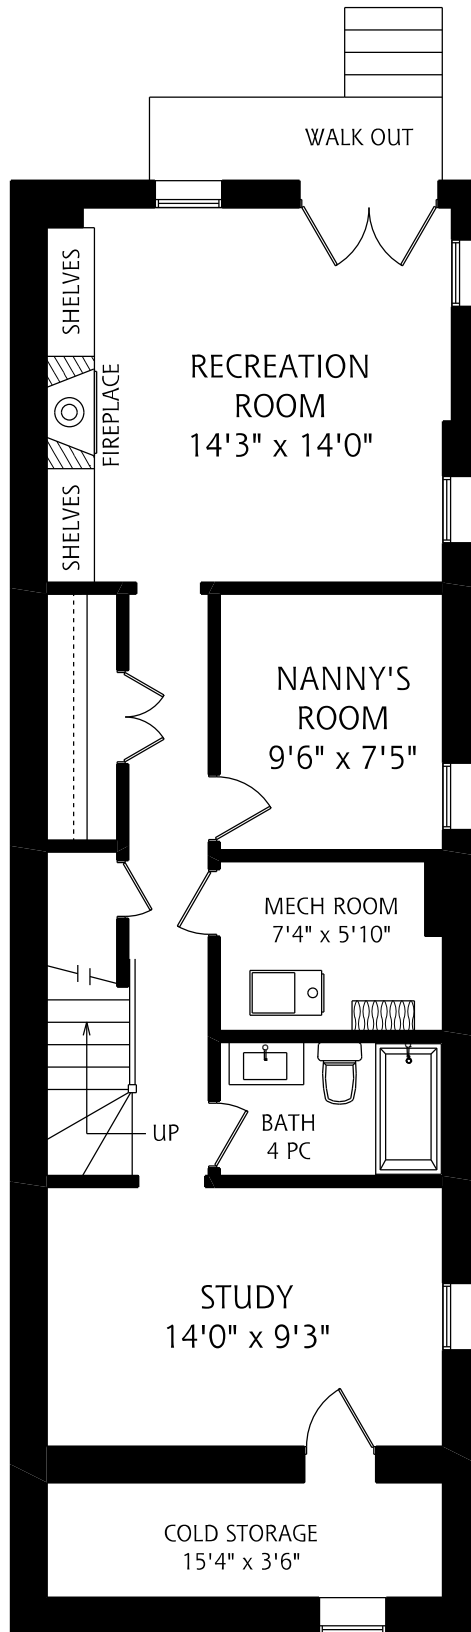 WALK OUT
SHELVES
FIREPLACE
SHELVES
RECREATION
ROOM
14'3" x 14'0"
NANNY'S
ROOM
9'6" x 7'5"
MECH ROOM
7'4" x 5'10"
UP
BATH
4 PC
STUDY
14'0" x 9'3"
COLD STORAGE
15'4" x 3'6"